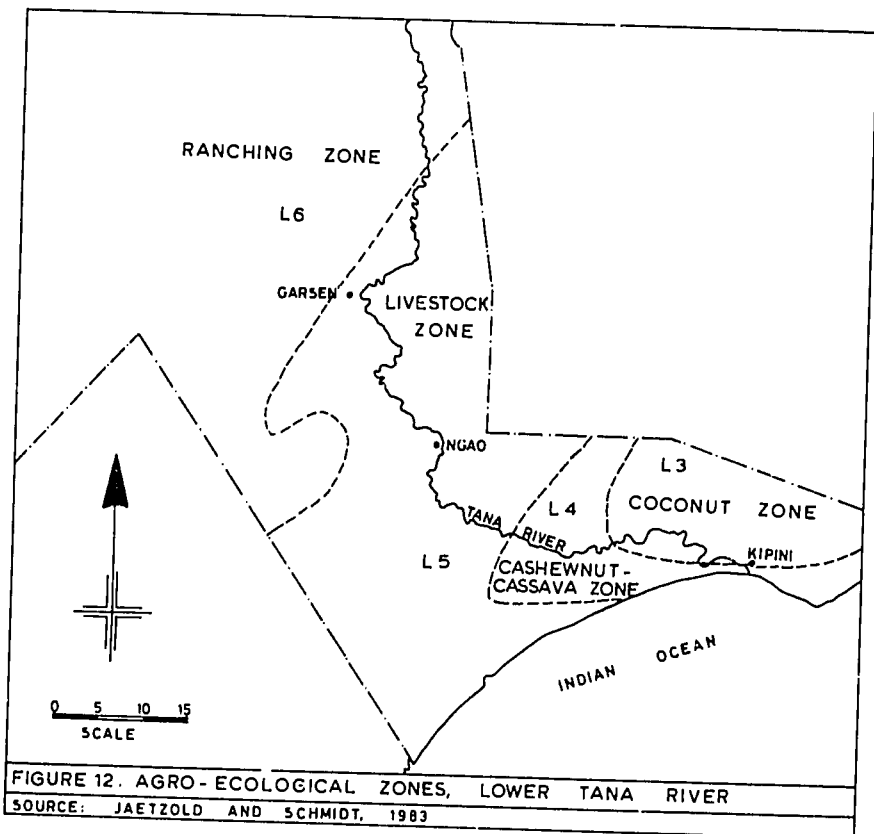 RANCHING ZONE
L6
GARSEN
LIVESTOCK
ZONE
NGAO
L3
COCONUT ZONE
L4
TANA RIVER
KIPINI
L5
CASHEWNUT-
CASSAVA ZONE
INDIAN OCEAN
0 5 10 15
SCALE
FIGURE 12. AGRO-ECOLOGICAL ZONES, LOWER TANA RIVER
SOURCE: JAETZOLD AND SCHMIDT, 1983